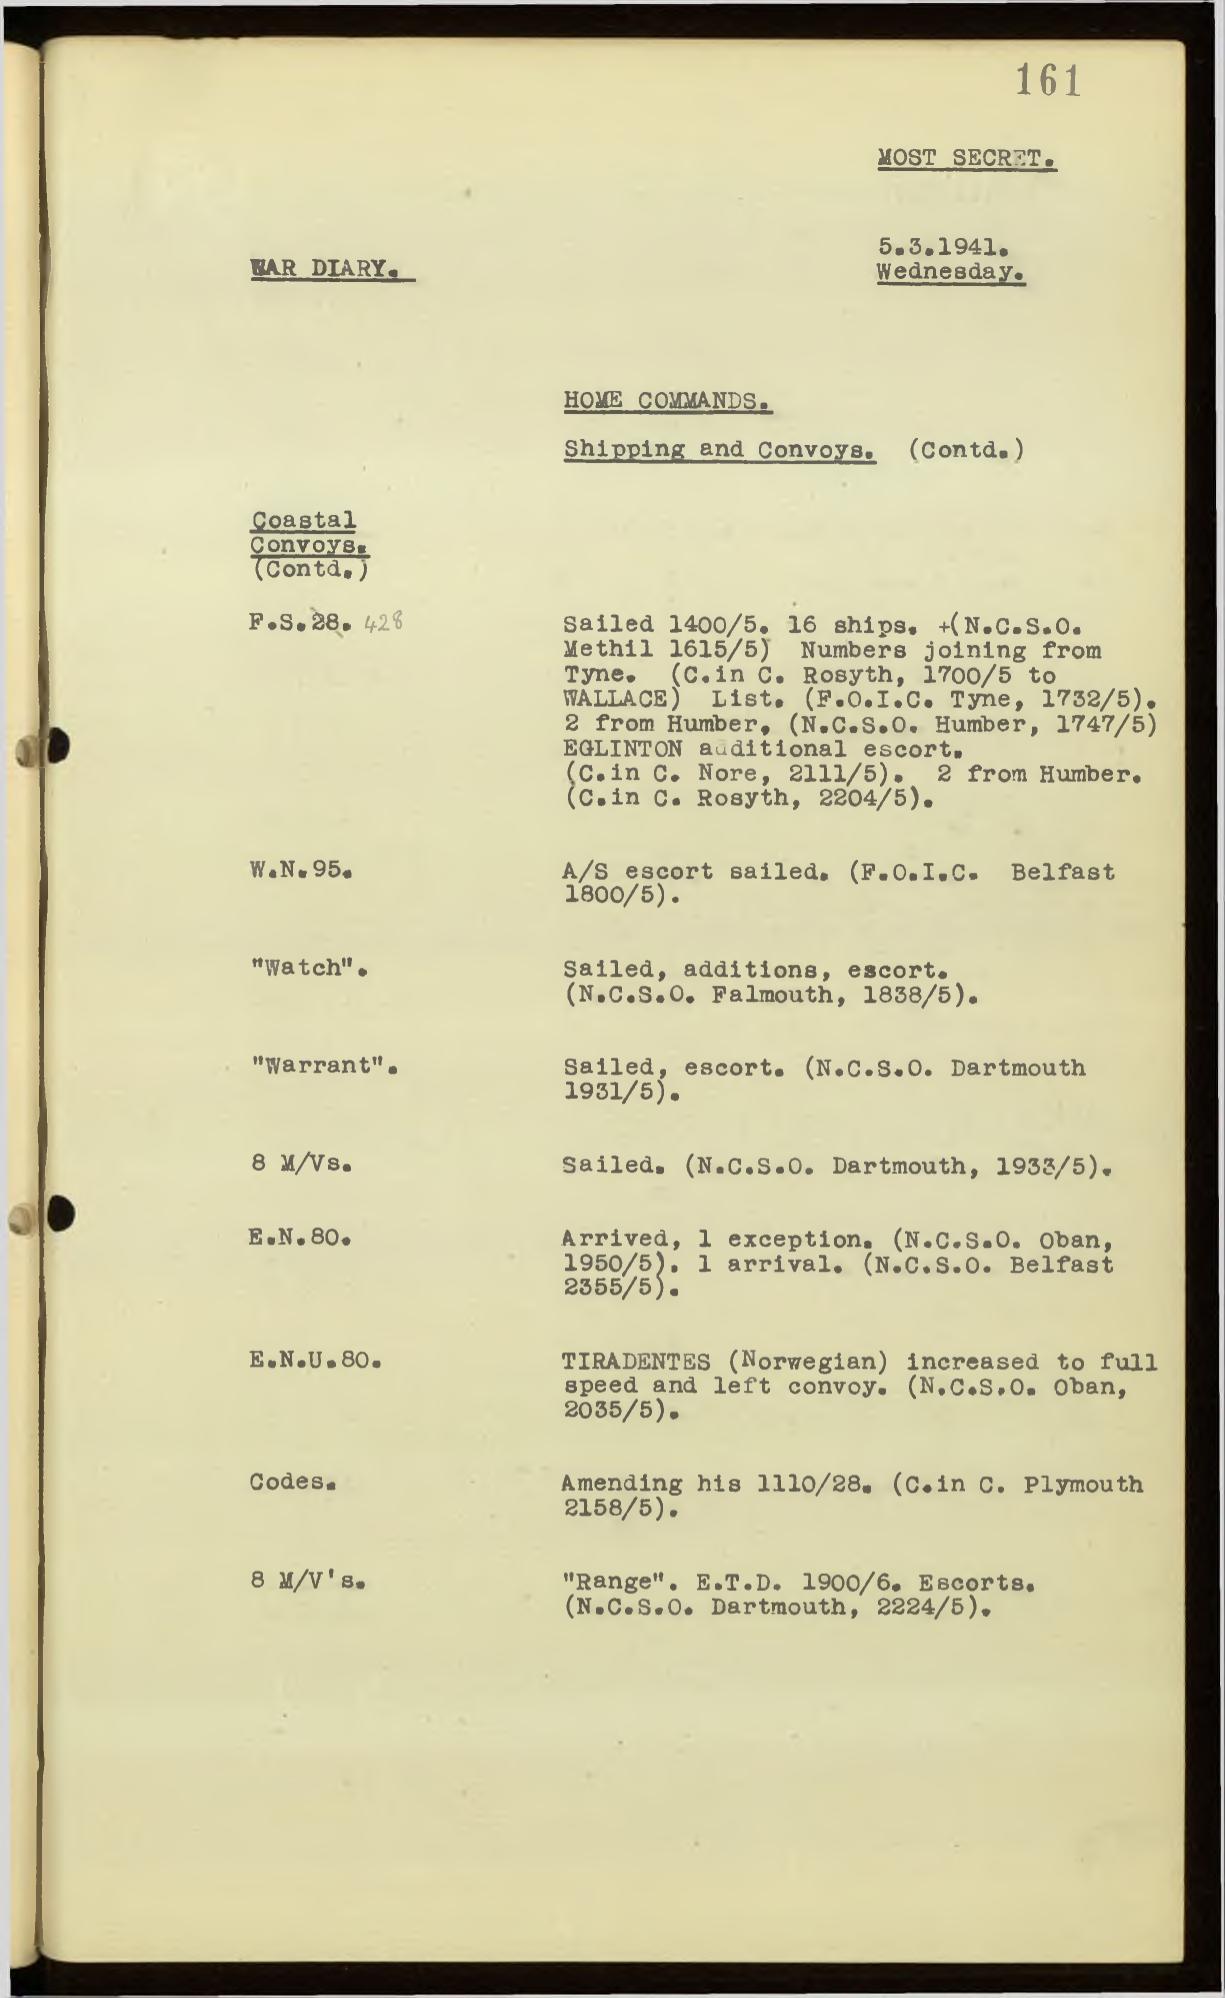 161
MOST SECRET.
5.3.1941.
WAR DIARY.
Wednesday.
HOME COMMANDS.
Shipping and Convoys. (Contd.)
Coastal
Convoys.
(Contd.)
F.S.28. 428
Sailed 1400/5. 16 ships. +(N.C.S.O.
Methil 1615/5) Numbers joining from
Tyne. (C.in C. Rosyth, 1700/5 to
WALLACE) List. (F.O.I.C. Tyne, 1732/5).
2 from Humber. (N.C.S.O. Humber, 1747/5)
EGLINTON additional escort.
(C.in C. Nore, 2111/5). 2 from Humber.
(C.in C. Rosyth, 2204/5).
W.N.95.
A/S escort sailed. (F.O.I.C. Belfast
1800/5).
"Watch".
Sailed, additions, escort.
(N.C.S.O. Falmouth, 1838/5).
"Warrant".
Sailed, escort. (N.C.S.O. Dartmouth
1931/5).
8 M/Vs.
Sailed. (N.C.S.O. Dartmouth, 1933/5).
E.N.80.
Arrived, 1 exception. (N.C.S.O. Oban,
1950/5). 1 arrival. (N.C.S.O. Belfast
2355/5).
E.N.U.80.
TIRADENTES (Norwegian) increased to full
speed and left convoy. (N.C.S.O. Oban,
2035/5).
Codes.
Amending his 1110/28. (C.in C. Plymouth
2158/5).
8 M/V's.
"Range". E.T.D. 1900/6. Escorts.
(N.C.S.O. Dartmouth, 2224/5).